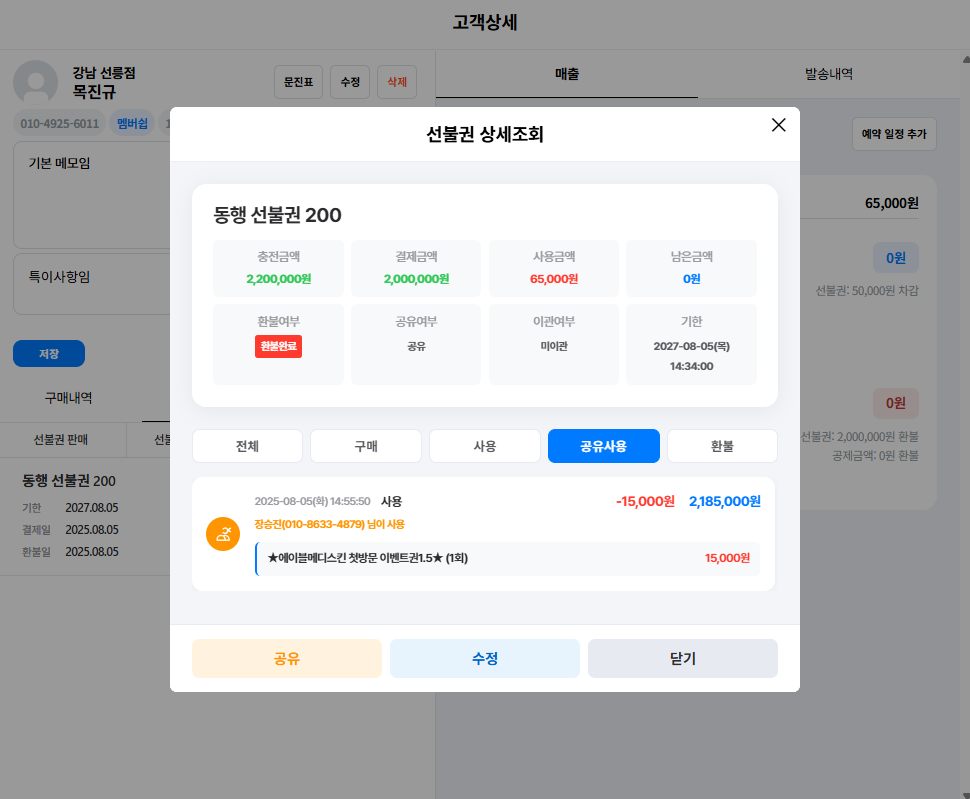 고객상세
강남 선릉점
목진규
문진표
수정
삭제
매출
발송내역
010-4925-6011
멤버쉽
예약 일정 추가
기본 메모임
특이사항임
저장
구매내역
선불권 판매
동행 선불권 200
기한 2027.08.05
결제일 2025.08.05
환불일 2025.08.05
65,000원
0원
선불권: 50,000원 차감
0원
선불권: 2,000,000원 환불
공제금액: 0원 환불
선불권 상세조회
동행 선불권 200
충전금액
2,200,000원
결제금액
2,000,000원
사용금액
65,000원
남은금액
0원
환불여부
환불완료
공유여부
공유
이관여부
미이관
기한
2027-08-05(목)
14:34:00
전체
구매
사용
공유사용
환불
2025-08-05(화) 14:55:50 사용 -15,000원 2,185,000원
장승진(010-8633-4879) 님이 사용
★에이블메디스킨 첫방문 이벤트권1.5★ (1회) 15,000원
공유
수정
닫기